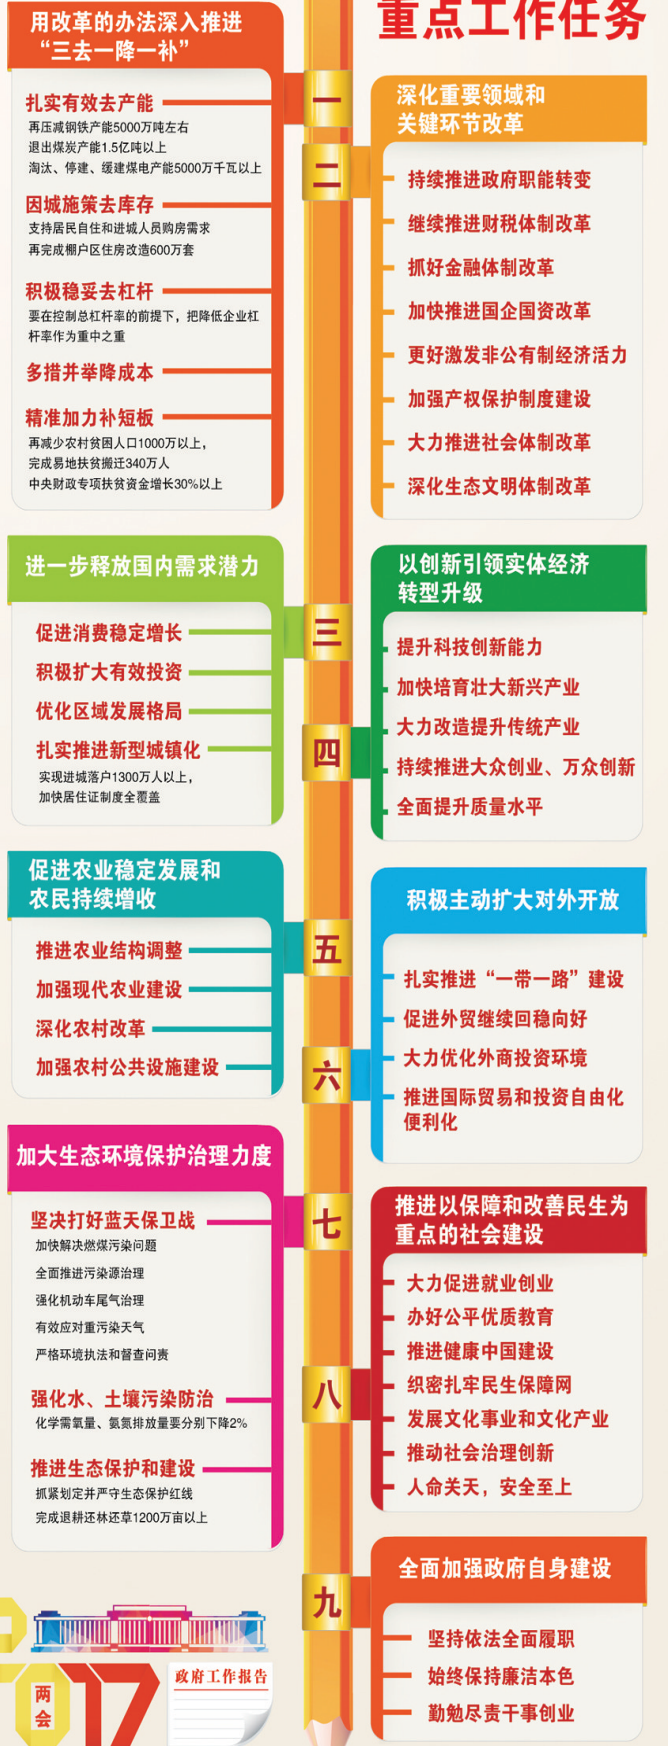 重点工作任务
一
用改革的办法深入推进
“三去一降一补”
扎实有效去产能
再压减钢铁产能5000万吨左右
退出煤炭产能1.5亿吨以上
淘汰、停建、缓建煤电产能5000万千瓦以上
因城施策去库存
支持居民自住和进城人员购房需求
再完成棚户区住房改造600万套
积极稳妥去杠杆
要在控制总杠杆率的前提下，把降低企业杠
杆率作为重中之重
多措并举降成本
精准加力补短板
再减少农村贫困人口1000万以上，
完成易地扶贫搬迁340万人
中央财政专项扶贫资金增长30%以上
二
深化重要领域和
关键环节改革
持续推进政府职能转变
继续推进财税体制改革
抓好金融体制改革
加快推进国企国资改革
更好激发非公有制经济活力
加强产权保护制度建设
大力推进社会体制改革
深化生态文明体制改革
三
进一步释放国内需求潜力
促进消费稳定增长
积极扩大有效投资
优化区域发展格局
扎实推进新型城镇化
实现进城落户1300万人以上，
加快居住证制度全覆盖
四
以创新引领实体经济
转型升级
提升科技创新能力
加快培育壮大新兴产业
大力改造提升传统产业
持续推进大众创业、万众创新
全面提升质量水平
五
促进农业稳定发展和
农民持续增收
推进农业结构调整
加强现代农业建设
深化农村改革
加强农村公共设施建设
六
积极主动扩大对外开放
扎实推进“一带一路”建设
促进外贸继续回稳向好
大力优化外商投资环境
推进国际贸易和投资自由化
便利化
七
加大生态环境保护治理力度
坚决打好蓝天保卫战
加快解决燃煤污染问题
全面推进污染源治理
强化机动车尾气治理
有效应对重污染天气
严格环境执法和督查问责
强化水、土壤污染防治
化学需氧量、氨氮排放量要分别下降2%
推进生态保护和建设
抓紧划定并严守生态保护红线
完成退耕还林还草1200万亩以上
八
推进以保障和改善民生为
重点的社会建设
大力促进就业创业
办好公平优质教育
推进健康中国建设
织密扎牢民生保障网
发展文化事业和文化产业
推动社会治理创新
人命关天，安全至上
九
全面加强政府自身建设
坚持依法全面履职
始终保持廉洁本色
勤勉尽责干事创业
两
会
17
政府工作报告